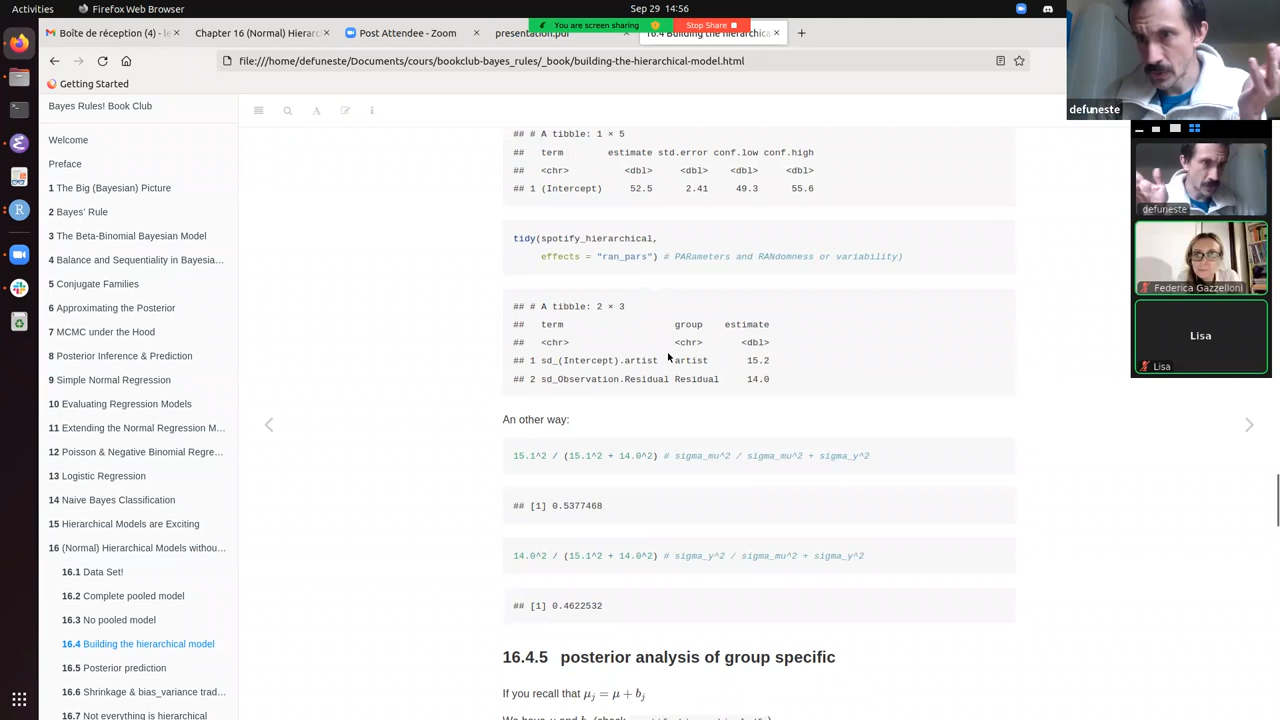 Activities
Firefox Web Browser
Sep 29 14:56
You are screen sharing
Stop Share
Boîte de réception (4) - le
Chapter 16 (Normal) Hierar
Post Attendee - Zoom
presentation.pdf
16.4 Building the hierarchica
file:///home/defuneste/Documents/cours/bookclub-bayes_rules/_book/building-the-hierarchical-model.html
Getting Started
Bayes Rules! Book Club
Welcome
Preface
1 The Big (Bayesian) Picture
2 Bayes' Rule
3 The Beta-Binomial Bayesian Model
4 Balance and Sequentiality in Bayesia…
5 Conjugate Families
6 Approximating the Posterior
7 MCMC under the Hood
8 Posterior Inference & Prediction
9 Simple Normal Regression
10 Evaluating Regression Models
11 Extending the Normal Regression M…
12 Poisson & Negative Binomial Regre…
13 Logistic Regression
14 Naive Bayes Classification
15 Hierarchical Models are Exciting
16 (Normal) Hierarchical Models withou…
16.1 Data Set!
16.2 Complete pooled model
16.3 No pooled model
16.4 Building the hierarchical model
16.5 Posterior prediction
16.6 Shrinkage & bias_variance trad…
16.7 Not everything is hierarchical
## # A tibble: 1 × 5
## term estimate std.error conf.low conf.high
## <chr> <dbl> <dbl> <dbl> <dbl>
## 1 (Intercept) 52.5 2.41 49.3 55.6
tidy(spotify_hierarchical,
effects = "ran_pars") # PARameters and RANdomness or variability)
## # A tibble: 2 × 3
## term group estimate
## <chr> <chr> <dbl>
## 1 sd_(Intercept).artist artist 15.2
## 2 sd_Observation.Residual Residual 14.0
An other way:
15.1^2 / (15.1^2 + 14.0^2) # sigma_mu^2 / sigma_mu^2 + sigma_y^2
## [1] 0.5377468
14.0^2 / (15.1^2 + 14.0^2) # sigma_y^2 / sigma_mu^2 + sigma_y^2
## [1] 0.4622532
16.4.5 posterior analysis of group specific
If you recall that μj = μ + bj
defuneste
defuneste
Federica Gazzelloni
Lisa
Lisa